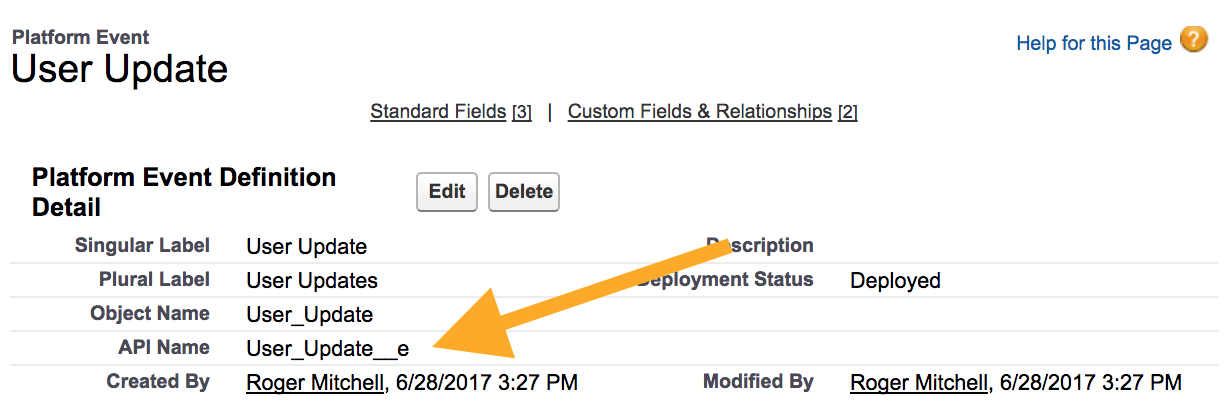 Platform Event
User Update
Help for this Page ?
Standard Fields [3] | Custom Fields & Relationships [2]
Platform Event Definition
Detail
Edit Delete
Singular Label User Update Description
Plural Label User Updates Deployment Status Deployed
Object Name User_Update
API Name User_Update__e
Created By Roger Mitchell, 6/28/2017 3:27 PM Modified By Roger Mitchell, 6/28/2017 3:27 PM